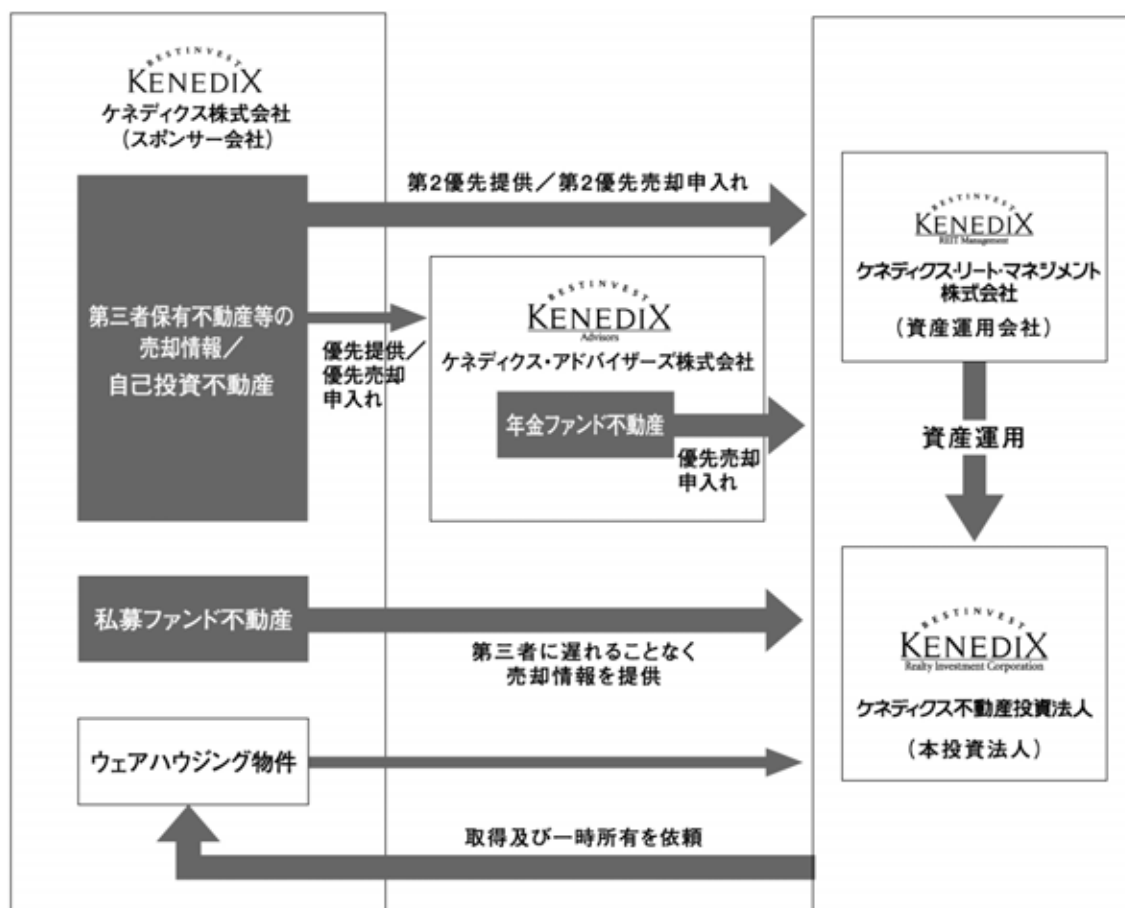 BESTINVEST
KENEDIX
ケネディクス株式会社
(スポンサー会社)
第三者保有不動産等の
売却情報／
自己投資不動産
第2優先提供／第2優先売却申入れ
優先提供／
優先売却
申入れ
BESTINVEST
KENEDIX
Advisors
ケネディクス・アドバイザーズ株式会社
年金ファンド不動産
優先売却
申入れ
BESTINVEST
KENEDIX
REIT Management
ケネディクス・リート・マネジメント
株式会社
(資産運用会社)
資産運用
私募ファンド不動産
第三者に遅れることなく
売却情報を提供
BESTINVEST
KENEDIX
Realty Investment Corporation
ケネディクス不動産投資法人
(本投資法人)
ウェアハウジング物件
取得及び一時所有を依頼